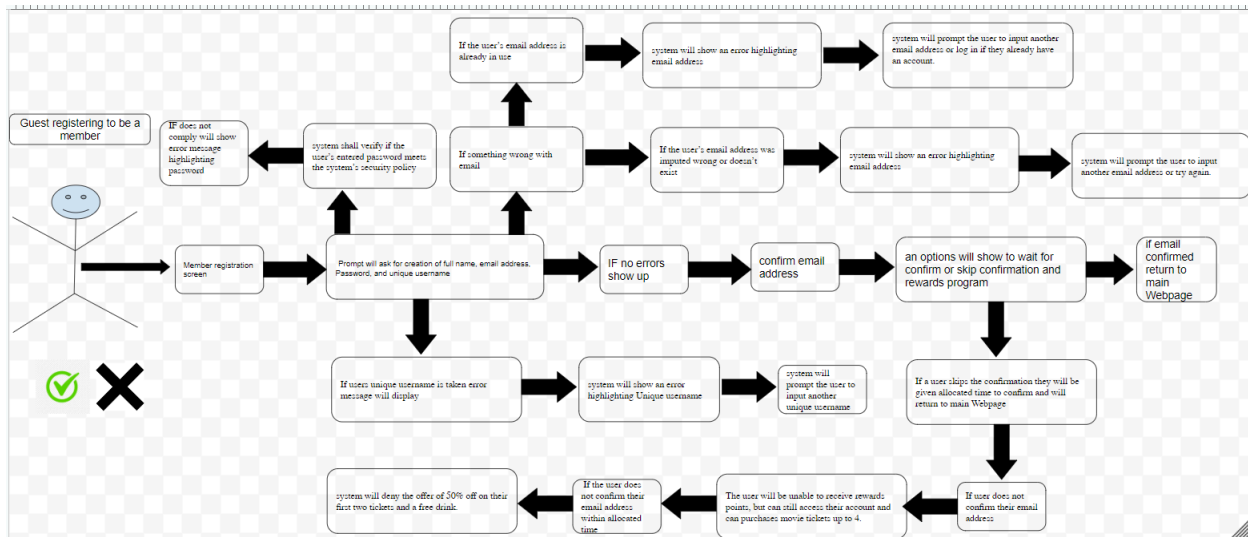 If the user's email address is
already in use
system will show an error highlighting
email address
system will prompt the user to input another
email address or log in if they already have
an account.
Guest registering to be a
member
IF does not
comply will show
error message
highlighting
password
system shall verify if the
user's entered password meets
the system's security policy
If something wrong with
email
If the user's email address was
imputed wrong or doesn't
exist
system will show an error highlighting
email address
system will prompt the user to input
another email address or try again.
Member registration
screen
Prompt will ask for creation of full name, email address,
Password, and unique username
IF no errors
show up
confirm email
address
an options will show to wait for
confirm or skip confirmation and
rewards program
if email
confirmed
return to
main
Webpage
If users unique username is taken error
message will display
system will show an error
highlighting Unique username
system will
prompt the user to
input another
unique username
If a user skips the confirmation they will be
given allocated time to confirm and will
return to main Webpage
system will deny the offer of 50% off on their
first two tickets and a free drink.
If the user does
not confirm their
email address
within allocated
time
The user will be unable to receive rewards
points, but can still access their account and
can purchases movie tickets up to 4.
If user does not
confirm their email
address